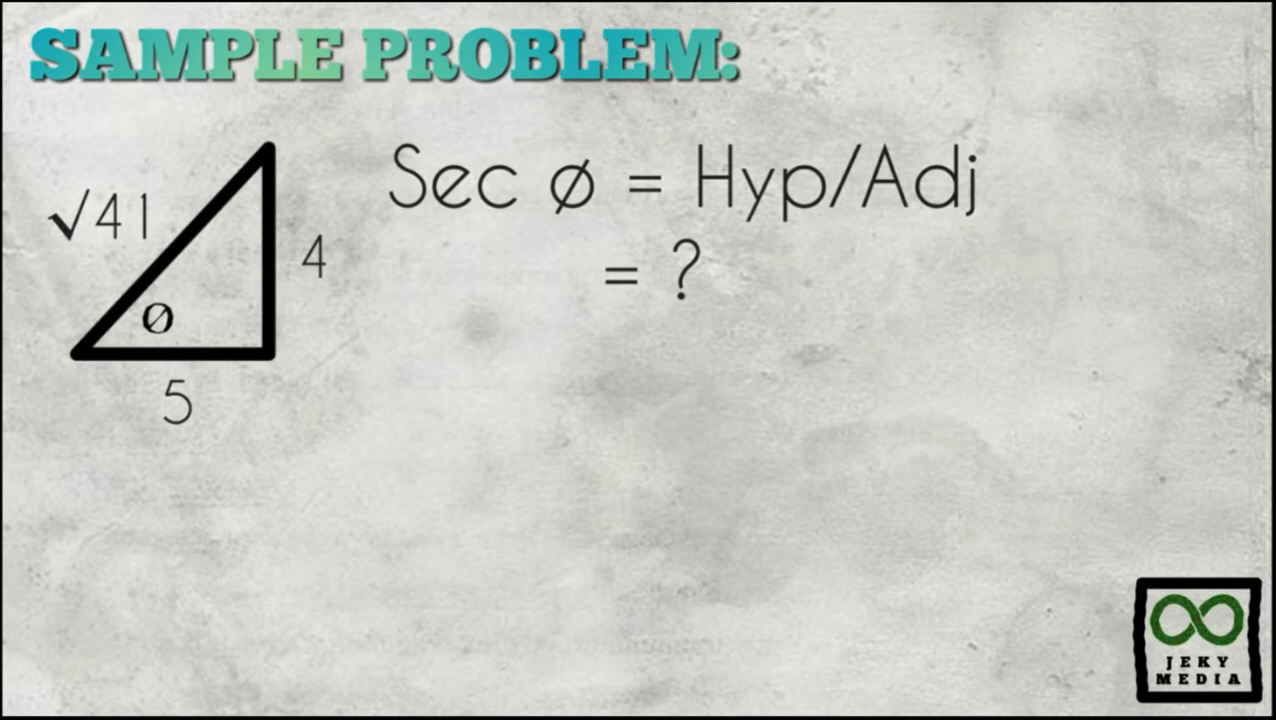 SAMPLE PROBLEM:
Sec ø = Hyp/Adj
= ?
√41
4
ø
5
JEKY
MEDIA